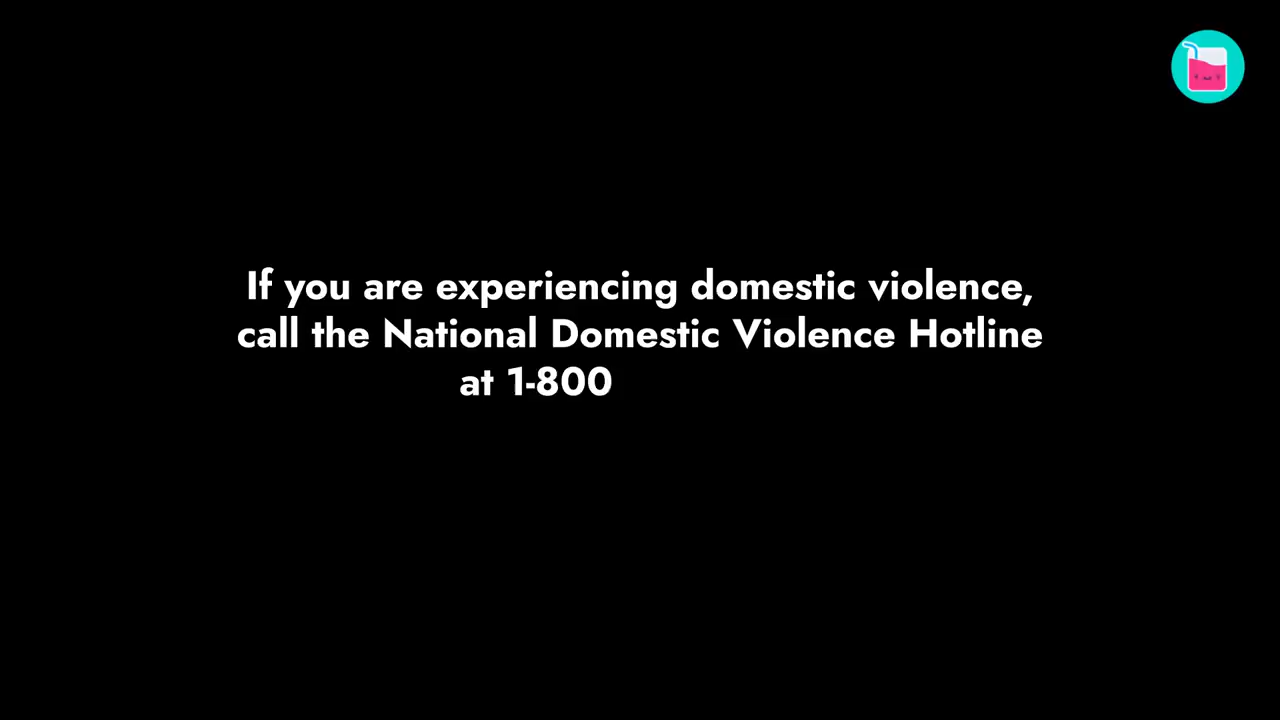 If you are experiencing domestic violence,
call the National Domestic Violence Hotline
at 1-800